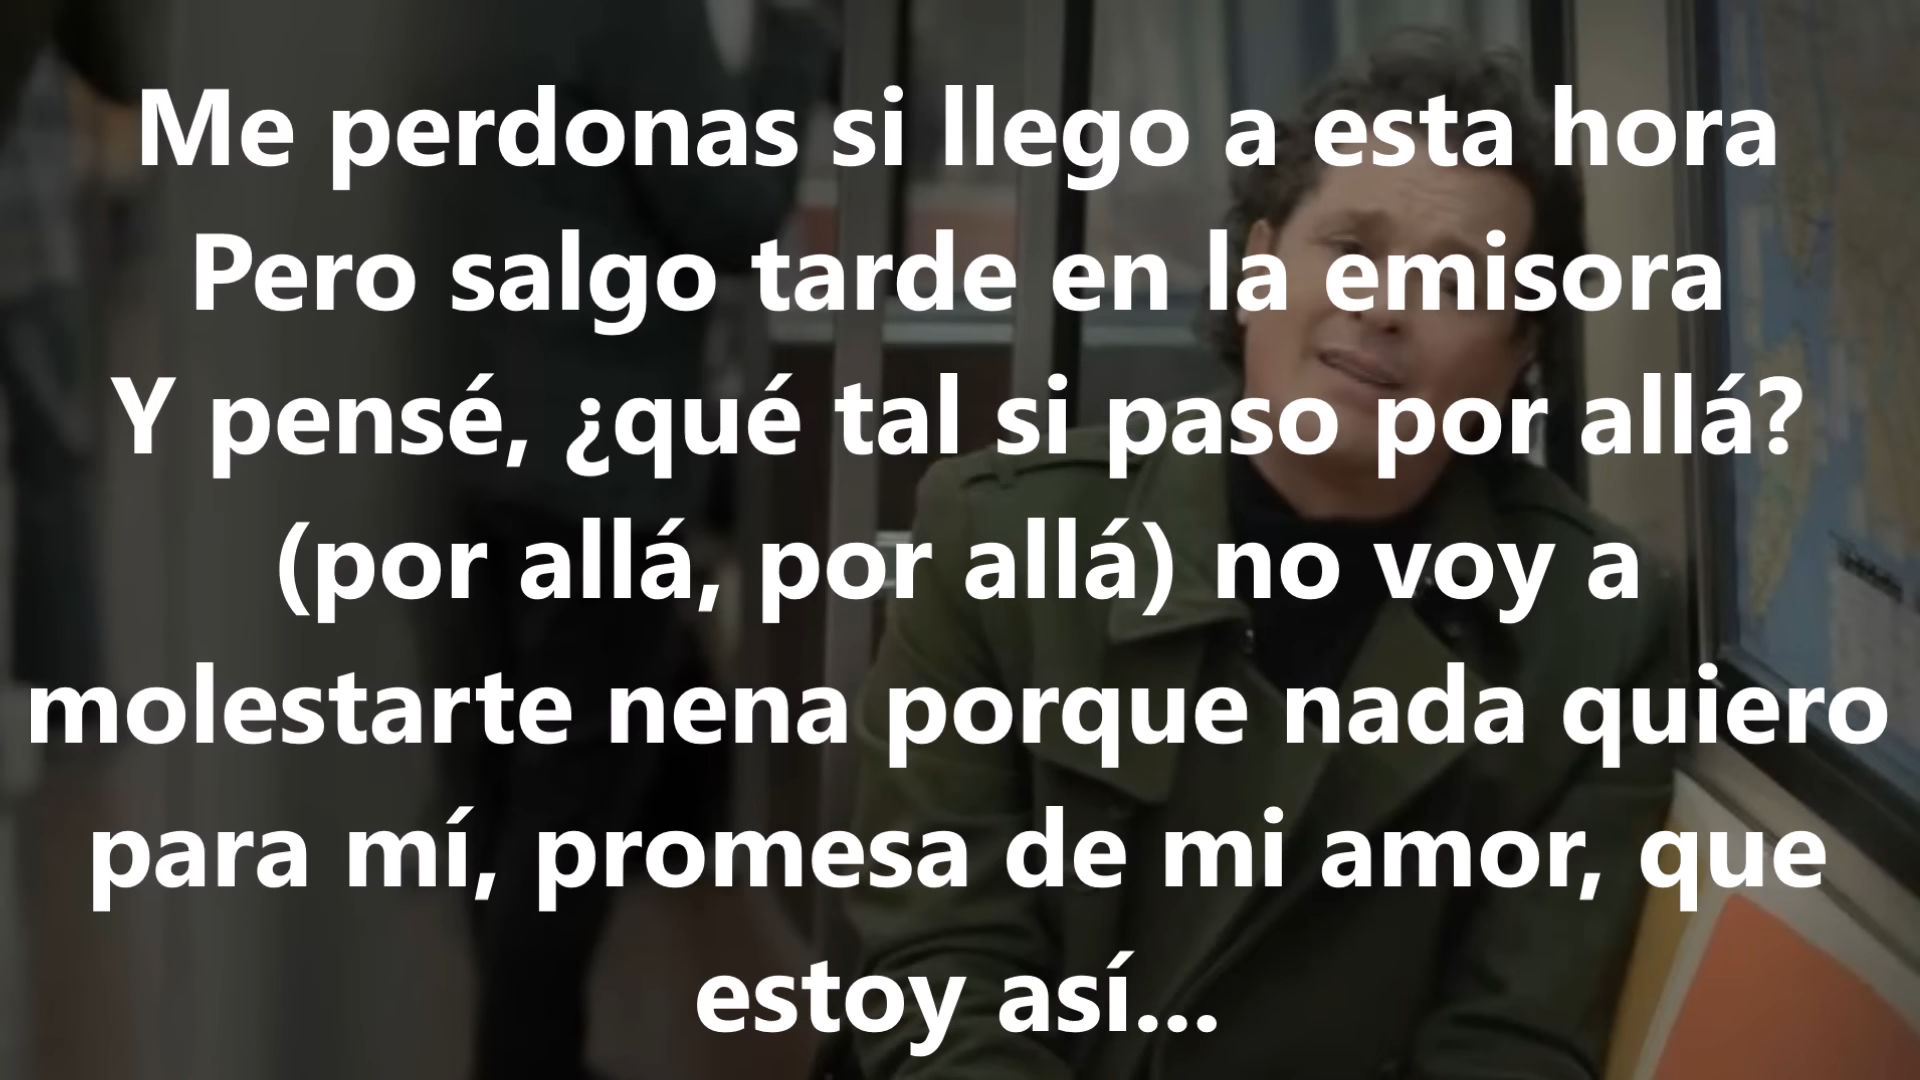 Me perdonas si llego a esta hora
Pero salgo tarde en la emisora
Y pensé, ¿qué tal si paso por allá?
(por allá, por allá) no voy a
molestarte nena porque nada quiero
para mí, promesa de mi amor, que
estoy así...